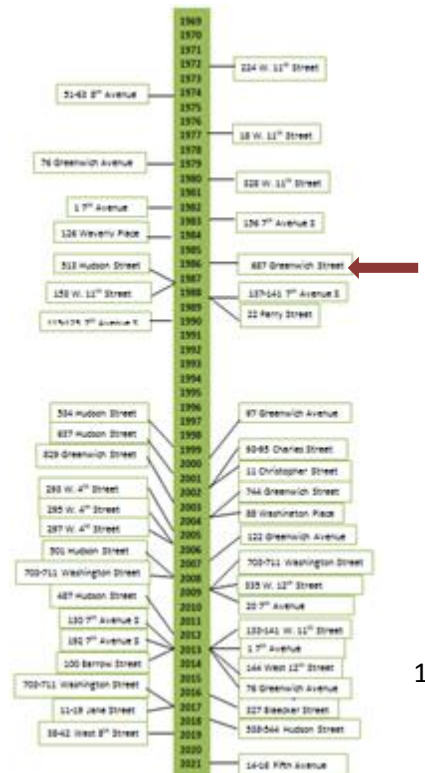 1969
1970
1971
1972
224 W. 11th Street
1973
51-63 8th Avenue
1974
1975
1976
1977
18 W. 11th Street
1978
76 Greenwich Avenue
1979
1980
328 W. 11th Street
1981
1 7th Avenue
1982
1983
156 7th Avenue S
126 Waverly Place
1984
1985
513 Hudson Street
1986
687 Greenwich Street
1987
150 W. 11th Street
1988
137-141 7th Avenue S
1989
22 Perry Street
7th Avenue S
1990
1991
1992
1993
1994
1995
1996
504 Hudson Street
97 Greenwich Avenue
1997
637 Hudson Street
1998
829 Greenwich Street
1999
93-95 Charles Street
2000
11 Christopher Street
2001
293 W. 4th Street
2002
744 Greenwich Street
295 W. 4th Street
2003
88 Washington Place
2004
297 W. 4th Street
2005
122 Greenwich Avenue
501 Hudson Street
2006
703-711 Washington Street
2007
703-711 Washington Street
2008
335 W. 12th Street
487 Hudson Street
2009
20 7th Avenue
2010
130 7th Avenue S
2011
133-141 W. 11th Street
192 7th Avenue S
2012
1 7th Avenue
2013
100 Barrow Street
2014
144 West 12th Street
703-711 Washington Street
2015
76 Greenwich Avenue
2016
327 Bleecker Street
11-19 Jane Street
2017
2018
538-544 Hudson Street
38-42 West 8th Street
2019
2020
2021
14-16 Fifth Avenue
1